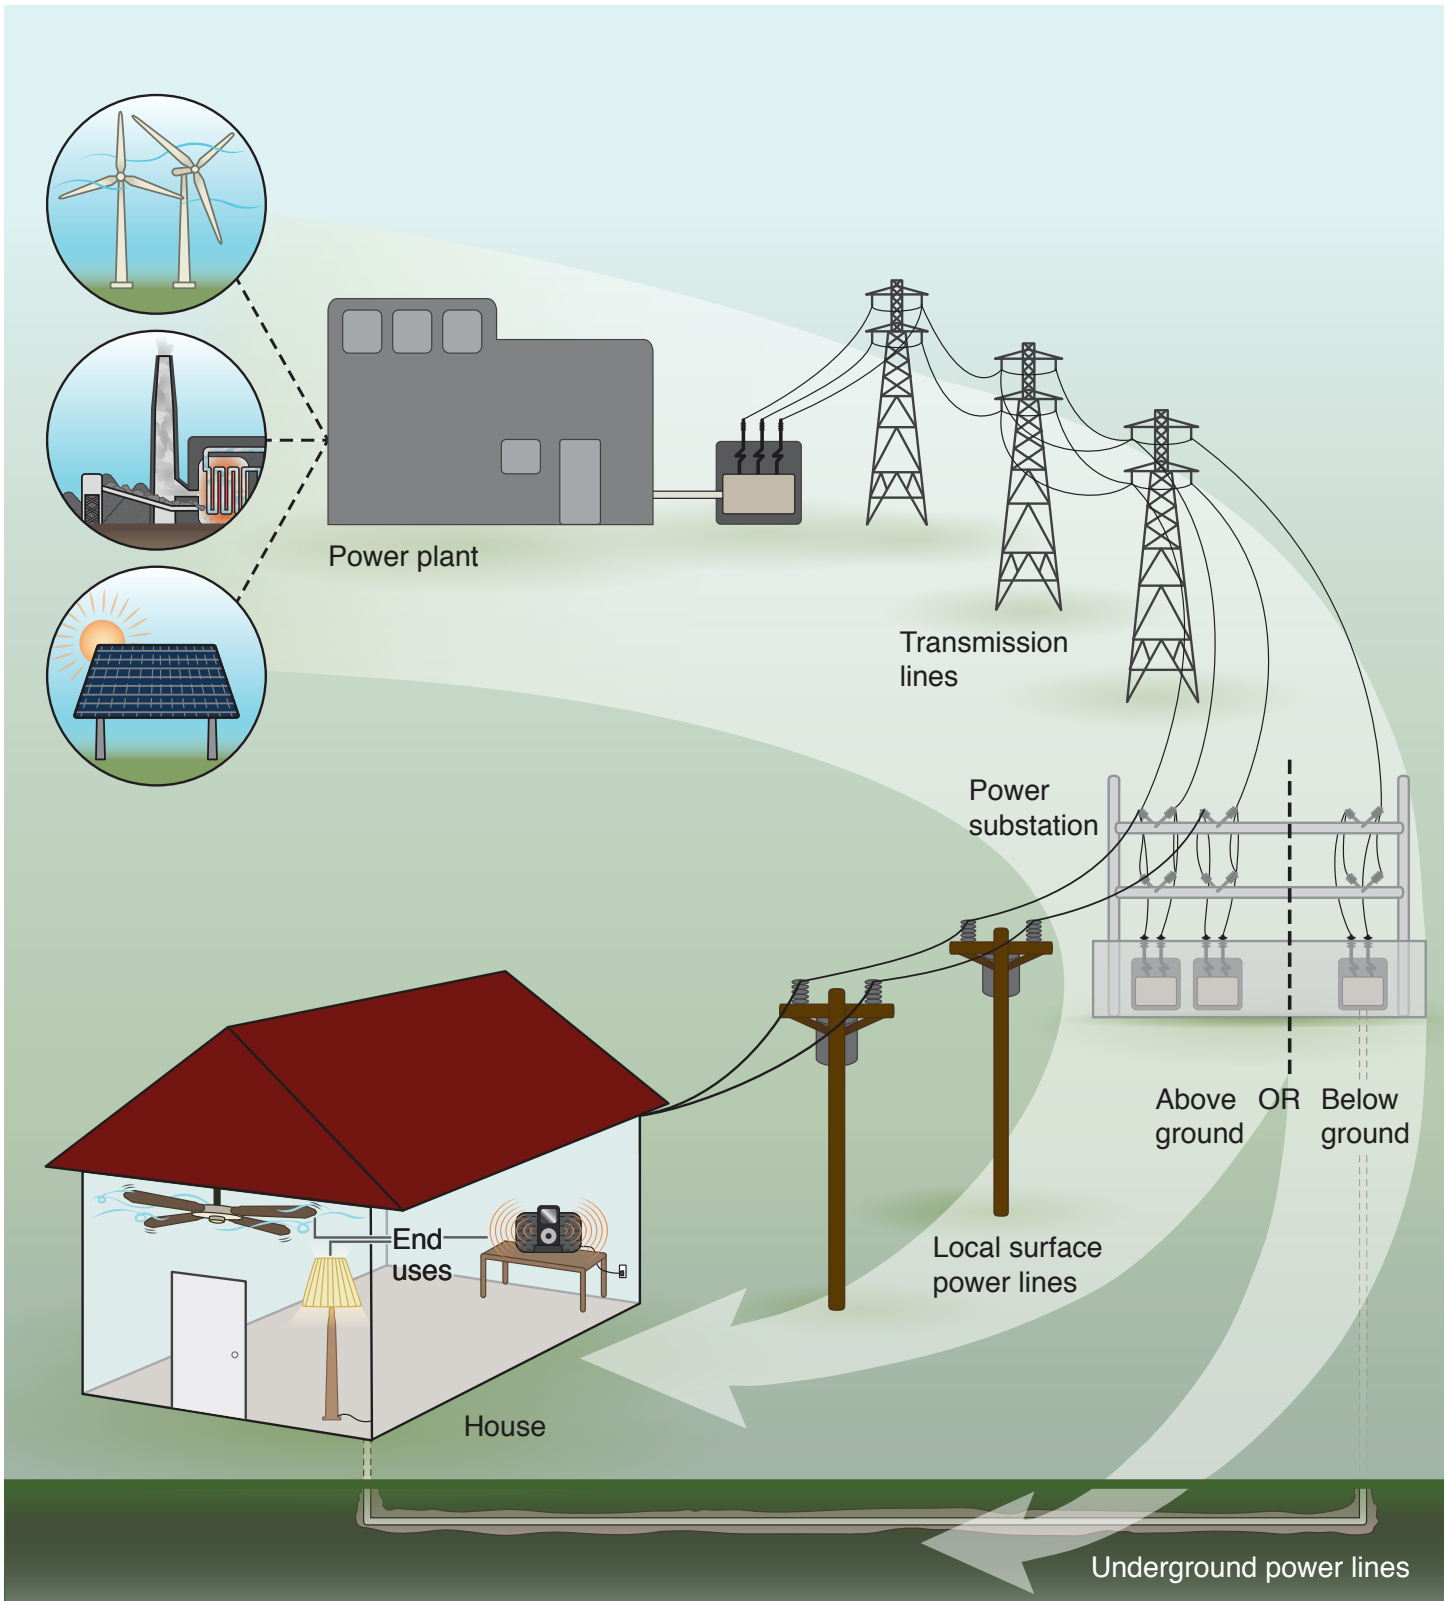 Power plant
Transmission
lines
Power
substation
Above
ground
OR
Below
ground
Local surface
power lines
End
uses
House
Underground power lines